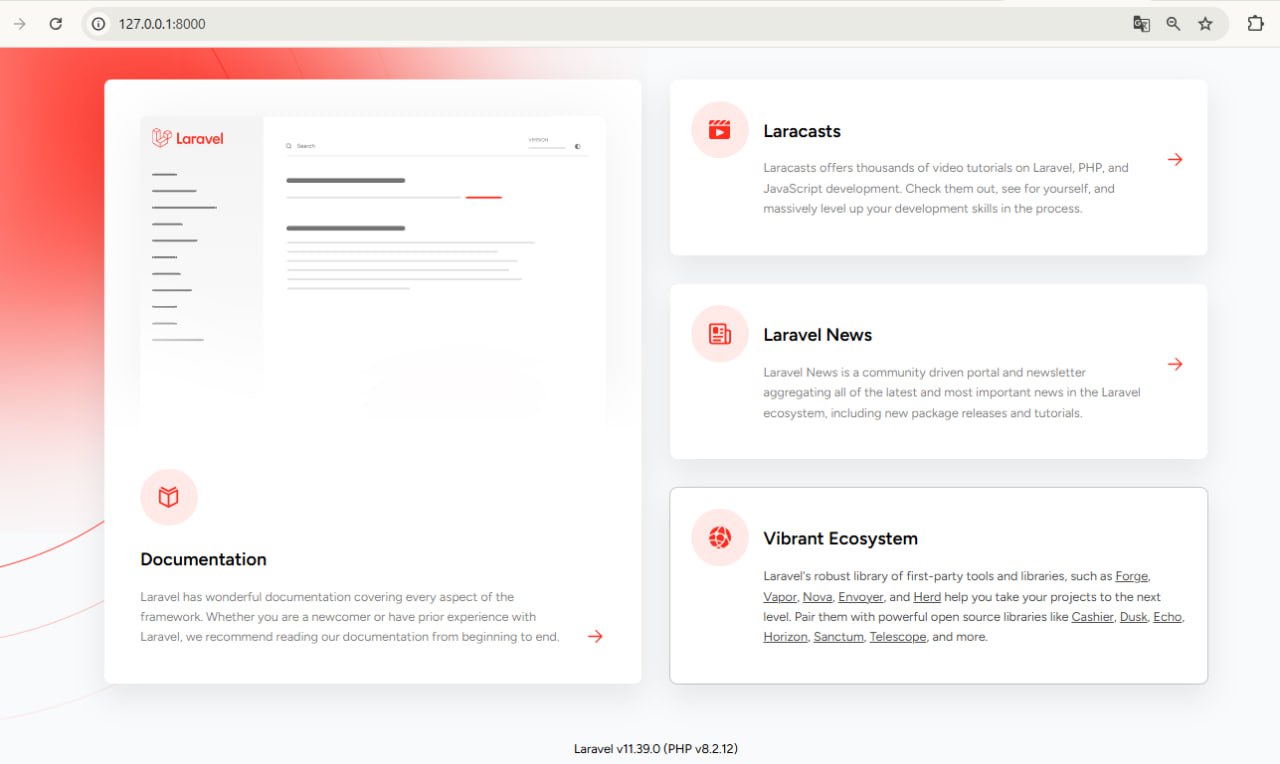 127.0.0.1:8000
Laravel
Search
VERSION
Documentation
Laravel has wonderful documentation covering every aspect of the
framework. Whether you are a newcomer or have prior experience with
Laravel, we recommend reading our documentation from beginning to end.
Laracasts
Laracasts offers thousands of video tutorials on Laravel, PHP, and
JavaScript development. Check them out, see for yourself, and
massively level up your development skills in the process.
Laravel News
Laravel News is a community driven portal and newsletter
aggregating all of the latest and most important news in the Laravel
ecosystem, including new package releases and tutorials.
Vibrant Ecosystem
Laravel's robust library of first-party tools and libraries, such as Forge,
Vapor, Nova, Envoyer, and Herd help you take your projects to the next
level. Pair them with powerful open source libraries like Cashier, Dusk, Echo,
Horizon, Sanctum, Telescope, and more.
Laravel v11.39.0 (PHP v8.2.12)